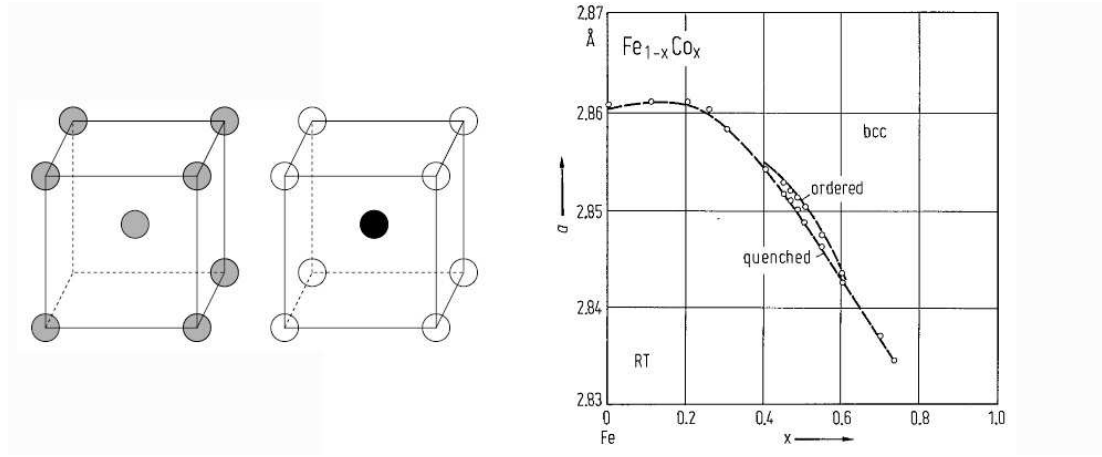 2,87
Å
Fe1-xCox
2,86
bcc
ordered
a
2,85
quenched
2,84
RT
2,83
0 0.2 0.4 0.6 0.8 1.0
Fe x